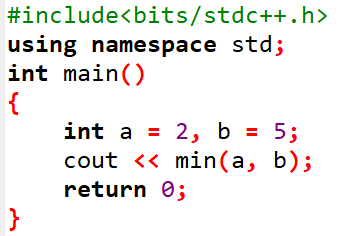 #include<bits/stdc++.h>
using namespace std;
int main()
{
    int a = 2, b = 5;
    cout << min(a, b);
    return 0;
}